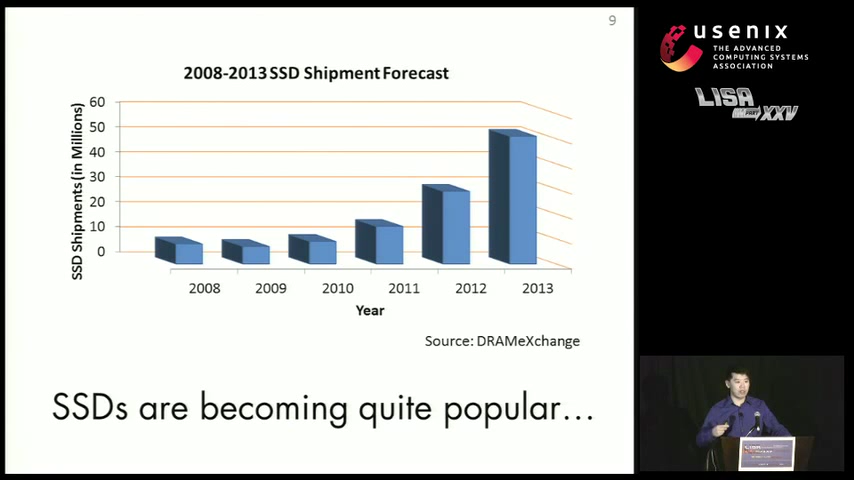 9
2008-2013 SSD Shipment Forecast
SSD Shipments (in Millions)
60
50
40
30
20
10
0
2008 2009 2010 2011 2012 2013
Year
Source: DRAMeXchange
SSDs are becoming quite popular...
usenix
THE ADVANCED
COMPUTING SYSTEMS
ASSOCIATION
LISA
XXV